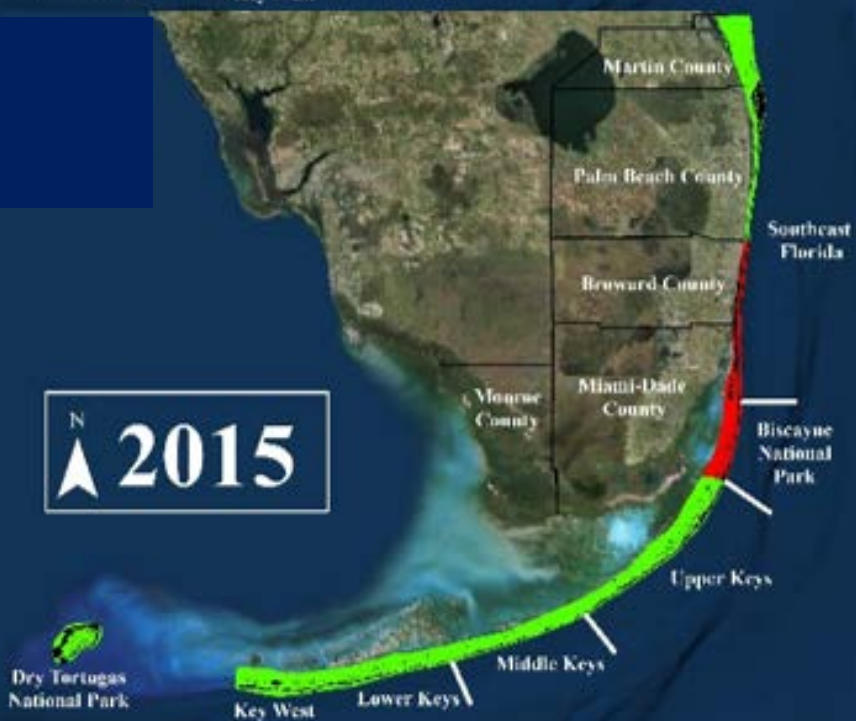 Martin County
Palm Beach County
Southeast
Florida
Broward County
Monroe
County
Miami-Dade
County
N
2015
Biscayne
National
Park
Upper Keys
Middle Keys
Lower Keys
Key West
Dry Tortugas
National Park